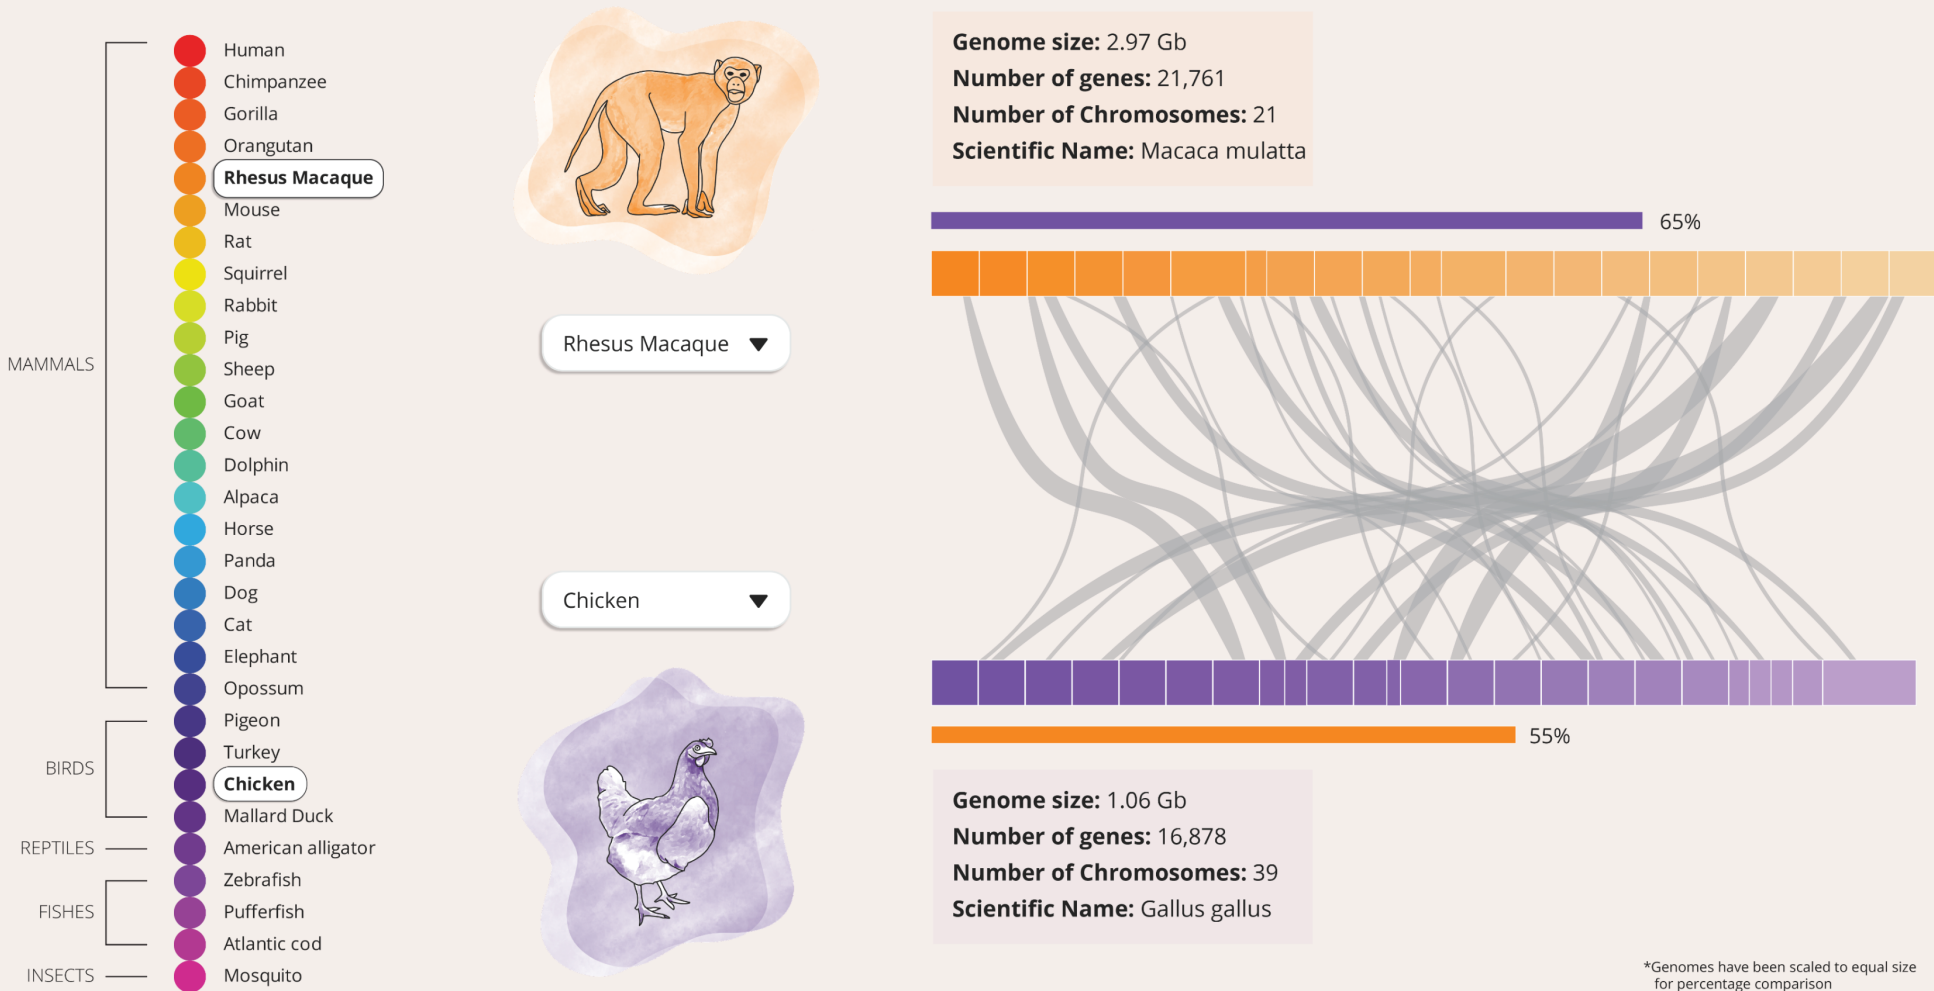 MAMMALS
Human
Chimpanzee
Gorilla
Orangutan
Rhesus Macaque
Mouse
Rat
Squirrel
Rabbit
Pig
Sheep
Goat
Cow
Dolphin
Alpaca
Horse
Panda
Dog
Cat
Elephant
Opossum
BIRDS
Pigeon
Turkey
Chicken
Mallard Duck
REPTILES
American alligator
FISHES
Zebrafish
Pufferfish
Atlantic cod
INSECTS
Mosquito
Rhesus Macaque
Chicken
Genome size: 2.97 Gb
Number of genes: 21,761
Number of Chromosomes: 21
Scientific Name: Macaca mulatta
65%
55%
Genome size: 1.06 Gb
Number of genes: 16,878
Number of Chromosomes: 39
Scientific Name: Gallus gallus
*Genomes have been scaled to equal size
for percentage comparison